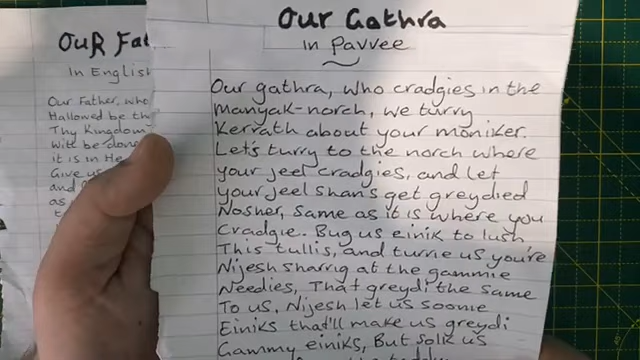 Our Gathra
in Pavvee
Our gathra, who cradgies in the
manyak-norch, we turry
Kerrath about your moniker.
Let's turry to the norch where
your jeel cradgies, and let
your jeel shans get greydied
Nosher, same as it is where you
Cradgie. Bug us einik to lush
This tullis, and turrie us you're
Nijesh sharrig at the gammie
Needies, That greydi the same
To us, Nijesh let us soonie
Einiks that'll make us greydi
Gammy einiks, But solk us
OuR Fat
In English
Our Father, who
Hallowed be th
Thy Kingdom
Will be done
it is in He
Give us
and
as